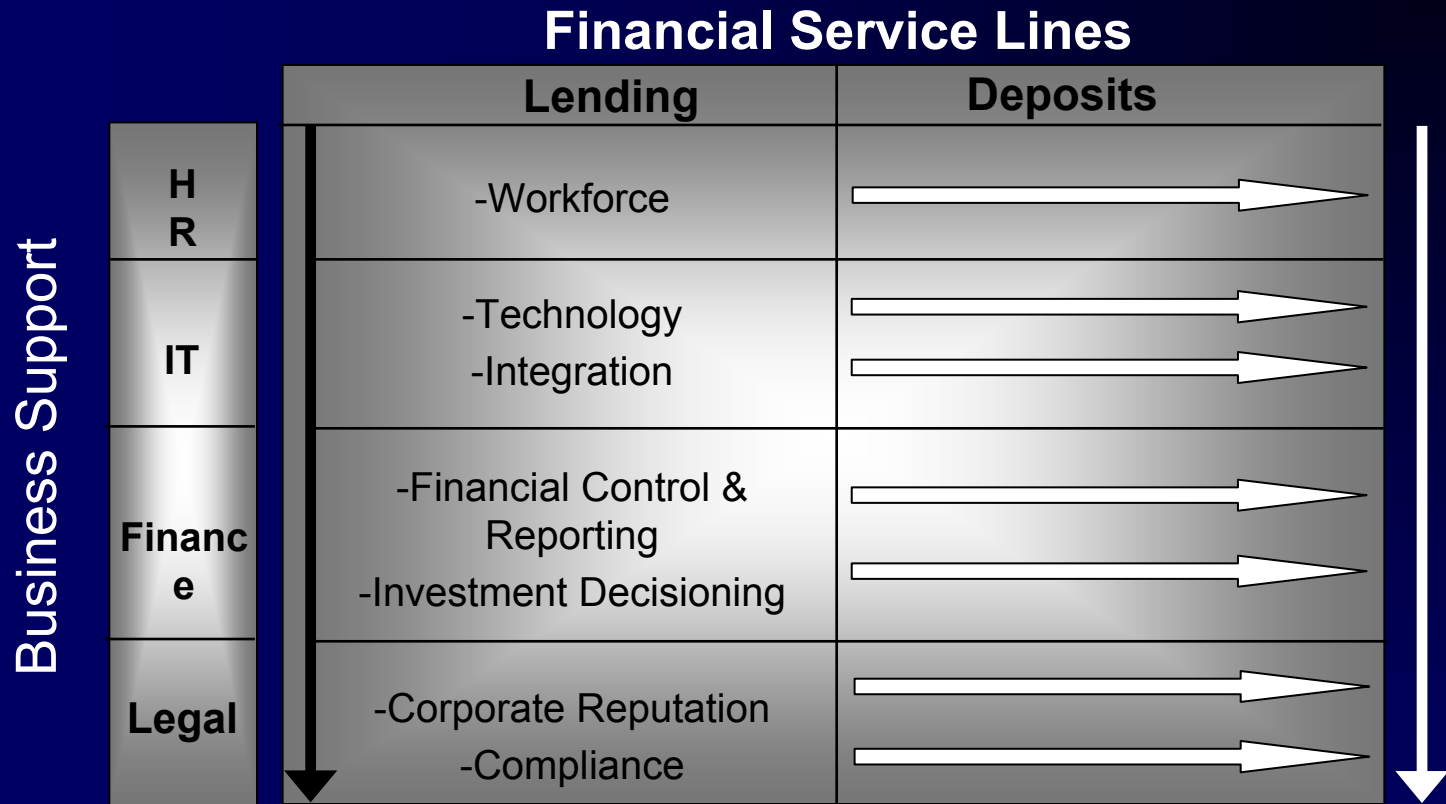 Financial Service Lines
Lending
Deposits
Business Support
H
R
-Workforce
IT
-Technology
-Integration
Financ
e
-Financial Control &
Reporting
-Investment Decisioning
Legal
-Corporate Reputation
-Compliance